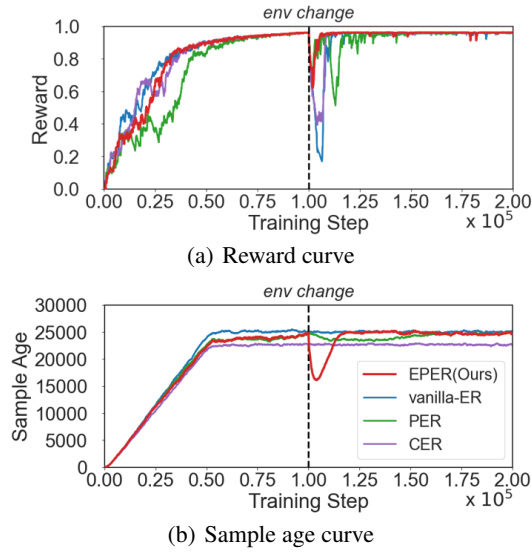 env change
1.0
0.8
0.6
0.4
0.2
0.0
Reward
0.00 0.25 0.50 0.75 1.00 1.25 1.50 1.75 2.00
Training Step
× 10⁵
(a) Reward curve
env change
30000
25000
20000
15000
10000
5000
0
Sample Age
EPER(Ours)
vanilla-ER
PER
CER
0.00 0.25 0.50 0.75 1.00 1.25 1.50 1.75 2.00
Training Step
× 10⁵
(b) Sample age curve